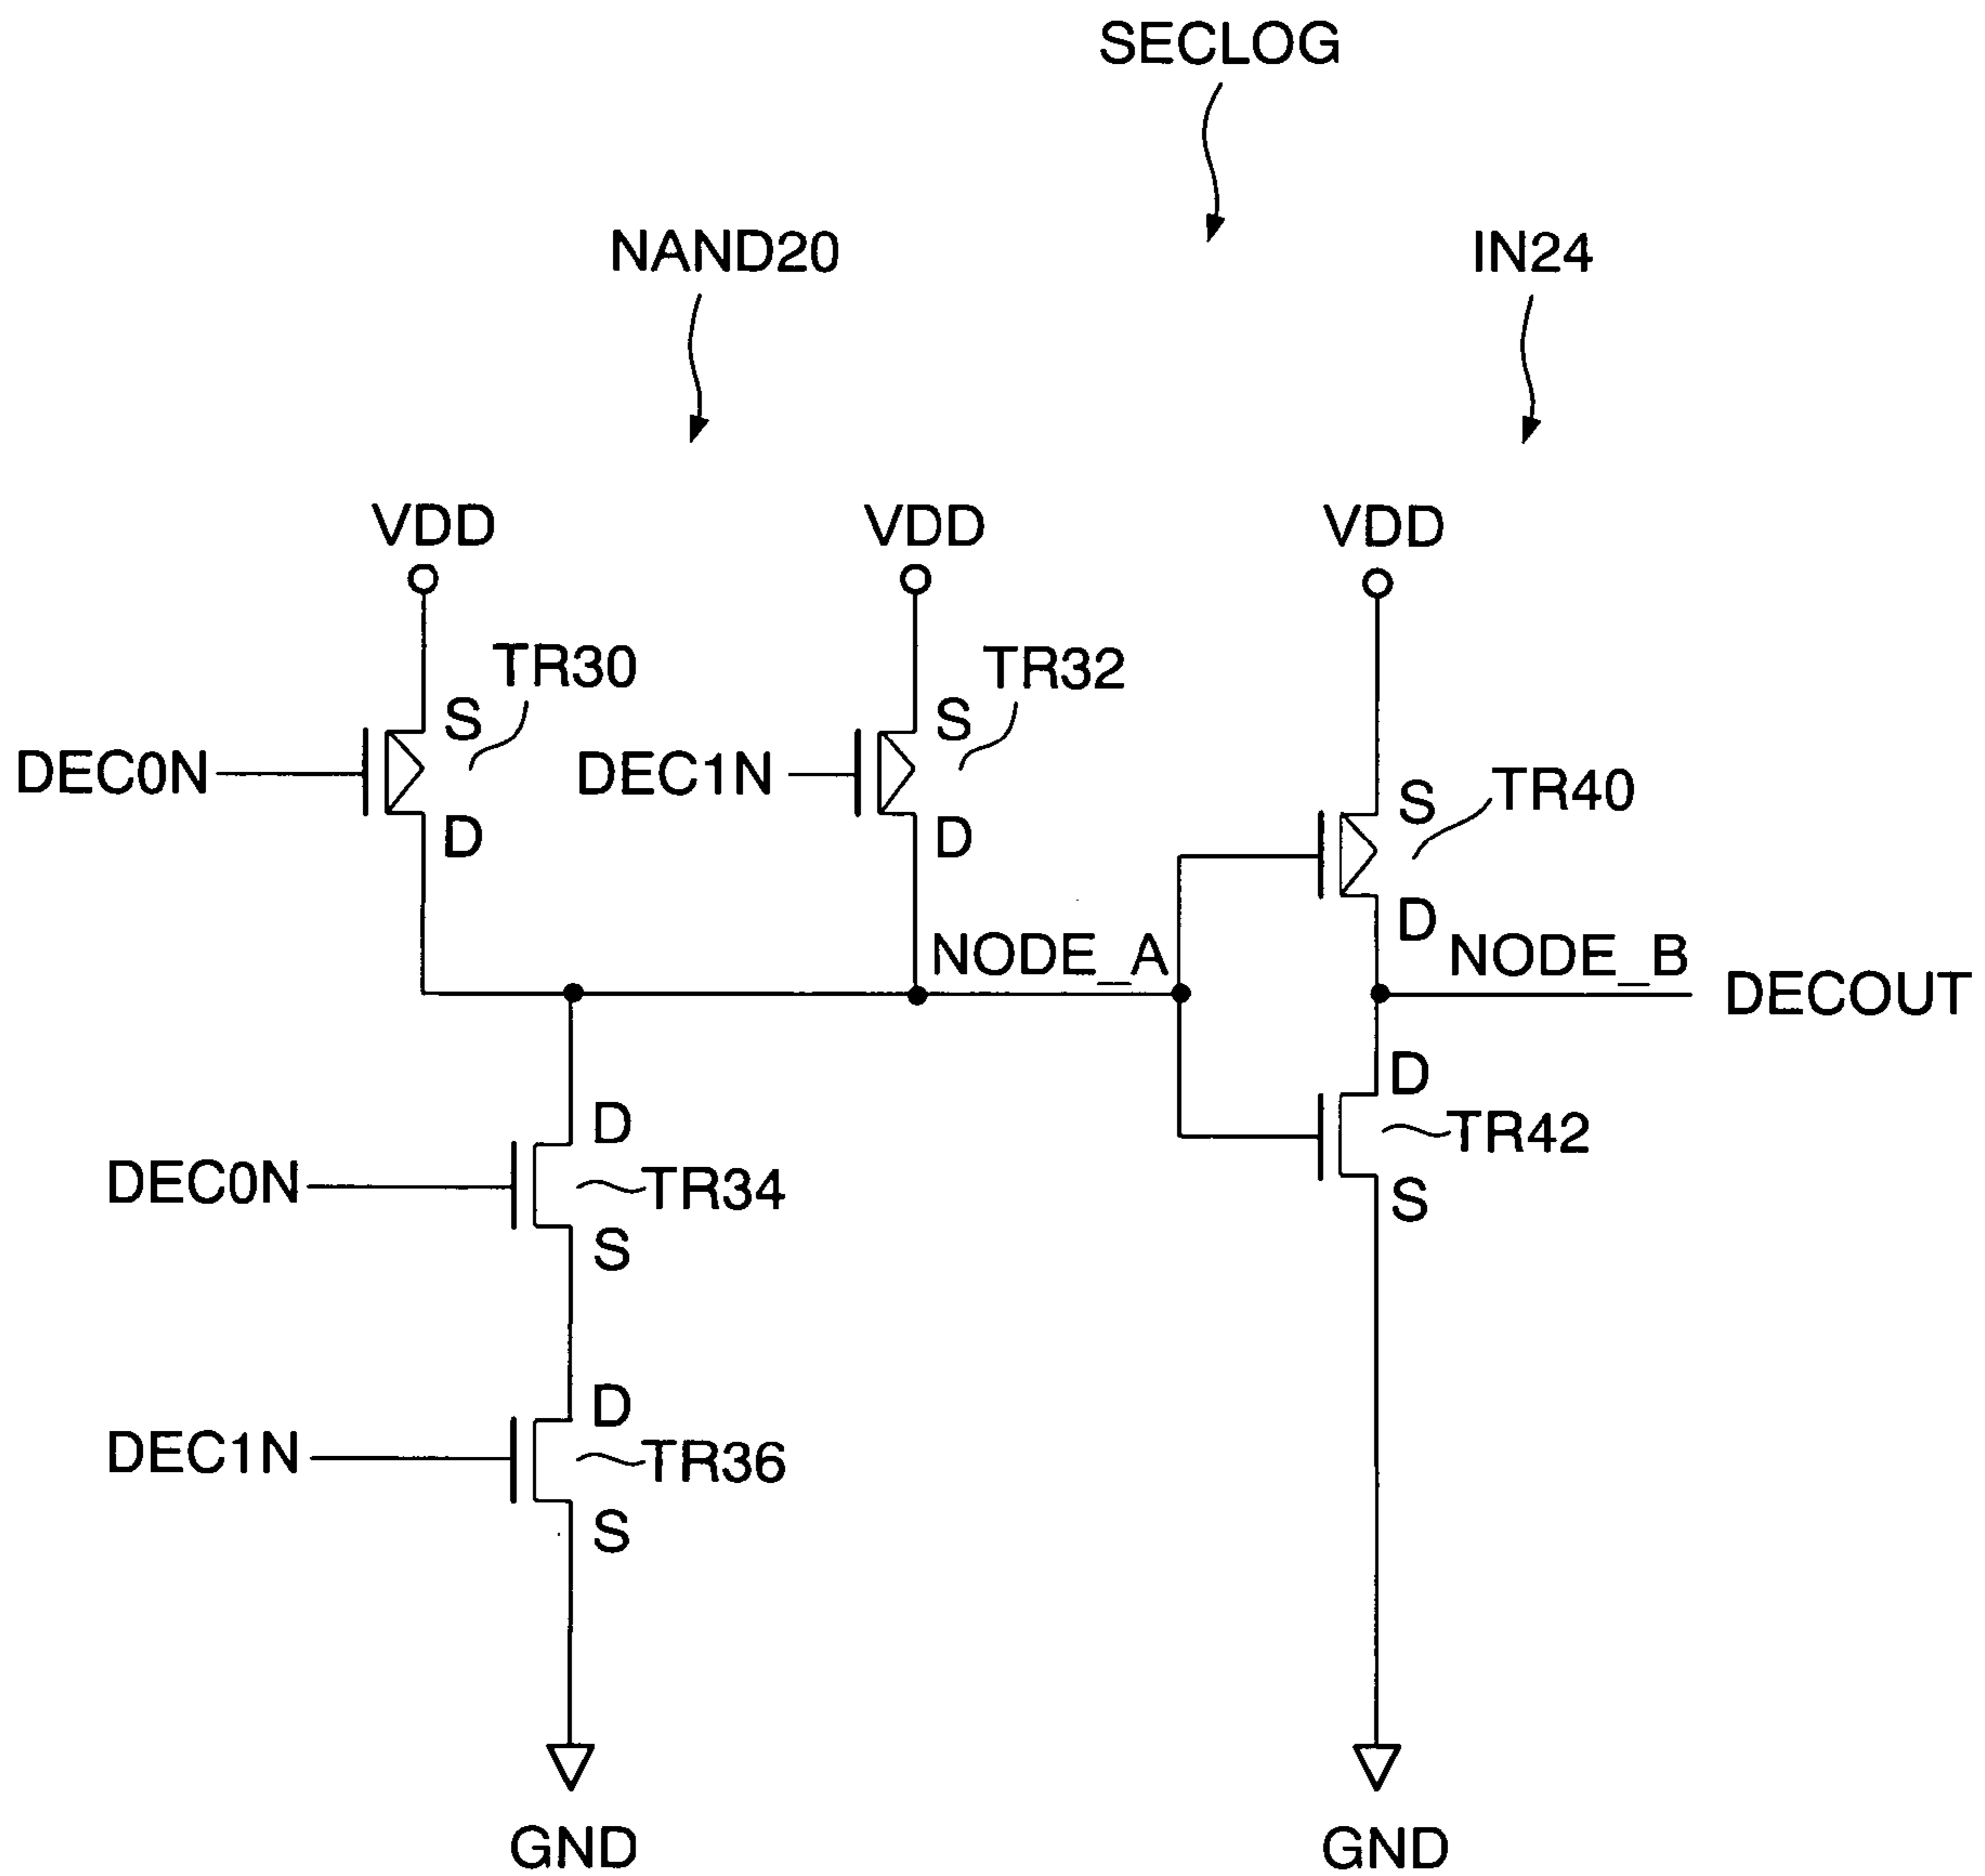 SECLOG
NAND20
IN24
VDD
VDD
VDD
S
TR30
S
TR32
DEC0N
DEC1N
S
TR40
D
D
D
NODE_A
NODE_B
DECOUT
D
D
TR42
DEC0N
TR34
S
S
D
DEC1N
TR36
S
GND
GND